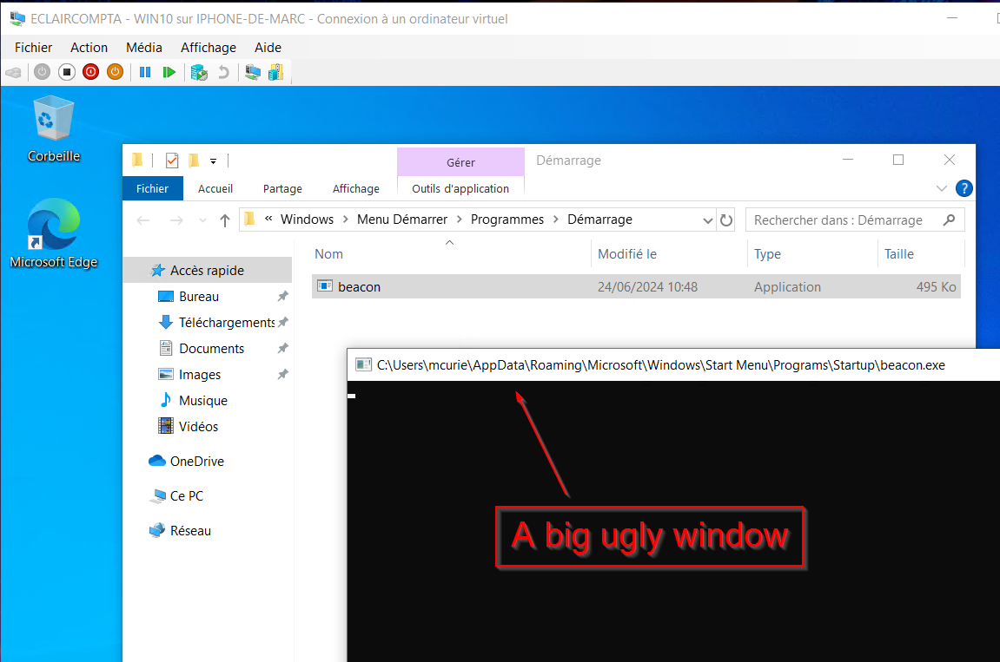 ECLAIRCOMPTA - WIN10 sur IPHONE-DE-MARC - Connexion à un ordinateur virtuel
Fichier Action Média Affichage Aide
Corbeille
Microsoft Edge
Gérer Démarrage
Fichier Accueil Partage Affichage Outils d'application
« Windows > Menu Démarrer > Programmes > Démarrage
Rechercher dans : Démarrage
Nom Modifié le Type Taille
beacon 24/06/2024 10:48 Application 495 Ko
Accès rapide
Bureau
Téléchargements
Documents
Images
Musique
Vidéos
OneDrive
Ce PC
Réseau
C:\Users\mcurie\AppData\Roaming\Microsoft\Windows\Start Menu\Programs\Startup\beacon.exe
A big ugly window